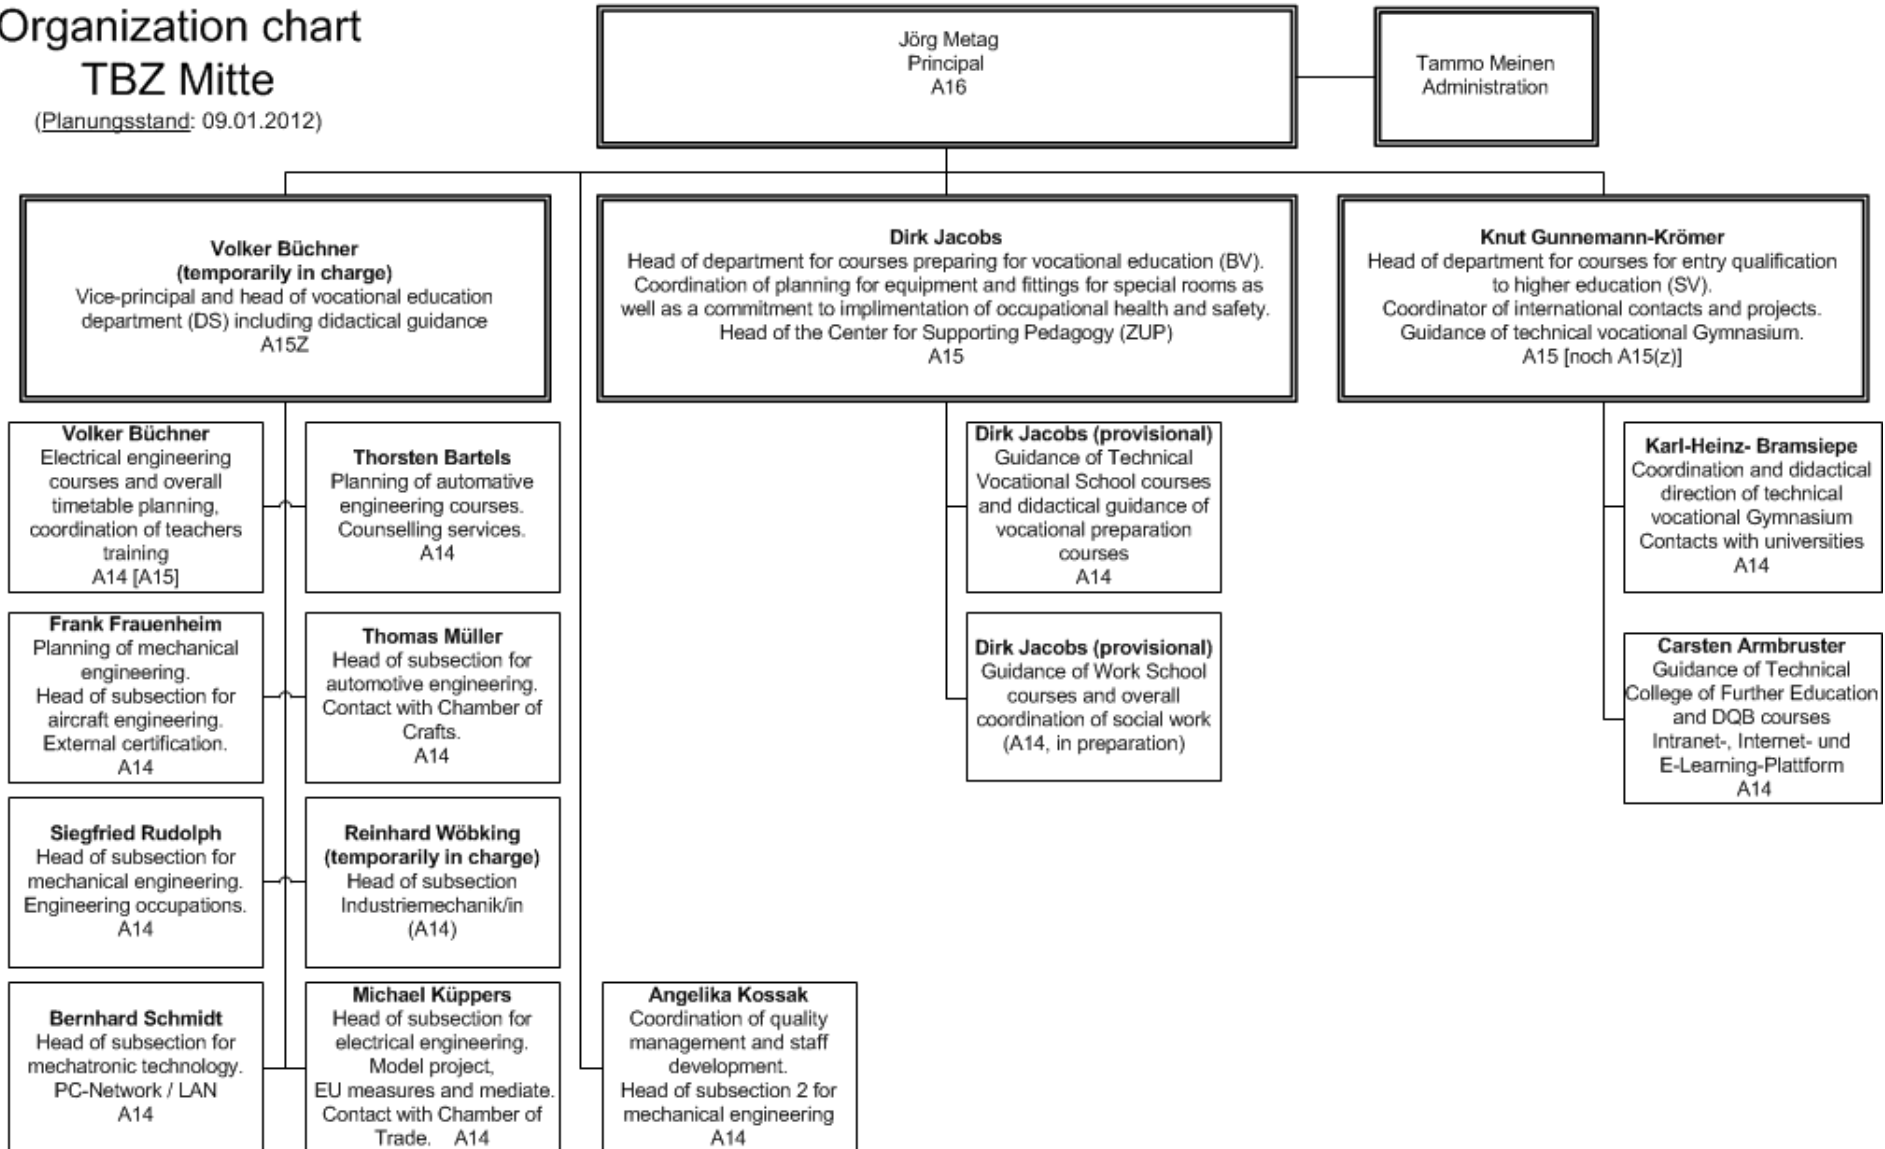 Organization chart
TBZ Mitte
(Planungsstand: 09.01.2012)
Jörg Metag
Principal
A16
Tammo Meinen
Administration
Volker Büchner
(temporarily in charge)
Vice-principal and head of vocational education
department (DS) including didactical guidance
A15Z
Dirk Jacobs
Head of department for courses preparing for vocational education (BV).
Coordination of planning for equipment and fittings for special rooms as
well as a commitment to implimentation of occupational health and safety.
Head of the Center for Supporting Pedagogy (ZUP)
A15
Knut Gunnemann-Krömer
Head of department for courses for entry qualification
to higher education (SV).
Coordinator of international contacts and projects.
Guidance of technical vocational Gymnasium.
A15 [noch A15(z)]
Volker Büchner
Electrical engineering
courses and overall
timetable planning,
coordination of teachers
training
A14 [A15]
Thorsten Bartels
Planning of automative
engineering courses.
Counselling services.
A14
Dirk Jacobs (provisional)
Guidance of Technical
Vocational School courses
and didactical guidance of
vocational preparation
courses
A14
Karl-Heinz- Bramsiepe
Coordination and didactical
direction of technical
vocational Gymnasium
Contacts with universities
A14
Frank Frauenheim
Planning of mechanical
engineering.
Head of subsection for
aircraft engineering.
External certification.
A14
Thomas Müller
Head of subsection for
automotive engineering.
Contact with Chamber of
Crafts.
A14
Dirk Jacobs (provisional)
Guidance of Work School
courses and overall
coordination of social work
(A14, in preparation)
Carsten Armbruster
Guidance of Technical
College of Further Education
and DQB courses
Intranet-, Internet- und
E-Learning-Plattform
A14
Siegfried Rudolph
Head of subsection for
mechanical engineering.
Engineering occupations.
A14
Reinhard Wöbking
(temporarily in charge)
Head of subsection
Industriemechanik/in
(A14)
Bernhard Schmidt
Head of subsection for
mechatronic technology.
PC-Network / LAN
A14
Michael Küppers
Head of subsection for
electrical engineering.
Model project,
EU measures and mediate.
Contact with Chamber of
Trade. A14
Angelika Kossak
Coordination of quality
management and staff
development.
Head of subsection 2 for
mechanical engineering
A14